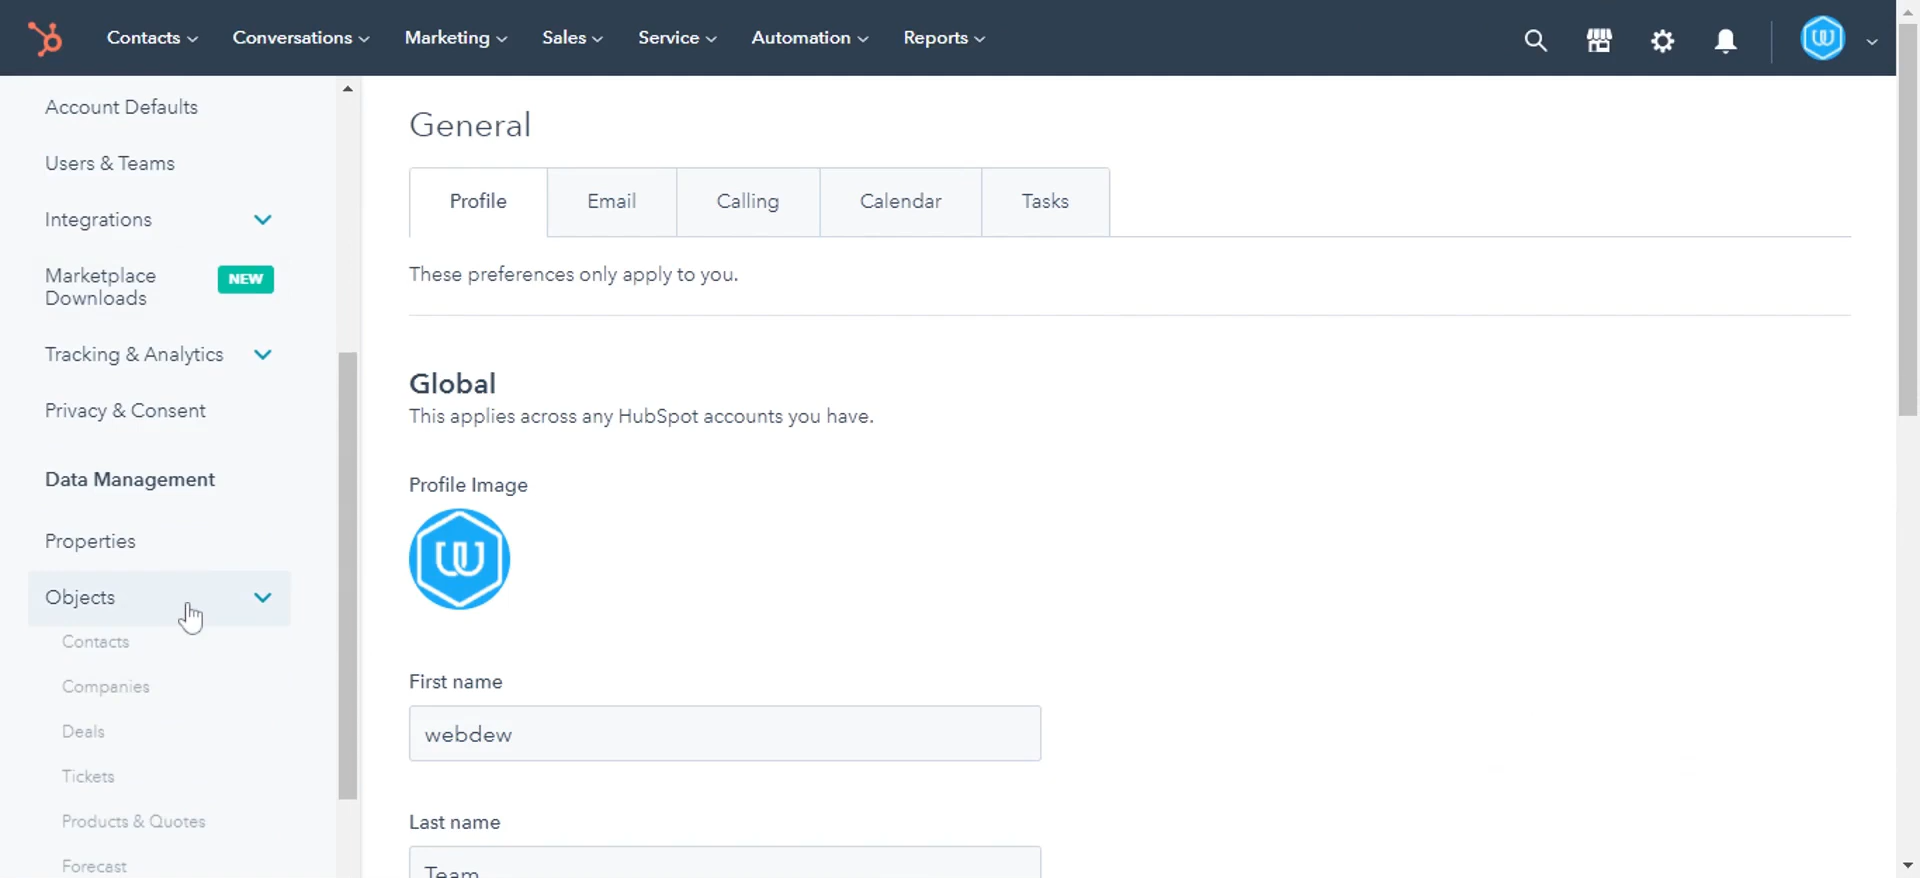 Contacts
Conversations
Marketing
Sales
Service
Automation
Reports
Account Defaults
Users & Teams
Integrations
Marketplace
Downloads
NEW
Tracking & Analytics
Privacy & Consent
Data Management
Properties
Objects
Contacts
Companies
Deals
Tickets
Products & Quotes
Forecast
General
Profile
Email
Calling
Calendar
Tasks
These preferences only apply to you.
Global
This applies across any HubSpot accounts you have.
Profile Image
First name
webdew
Last name
Team